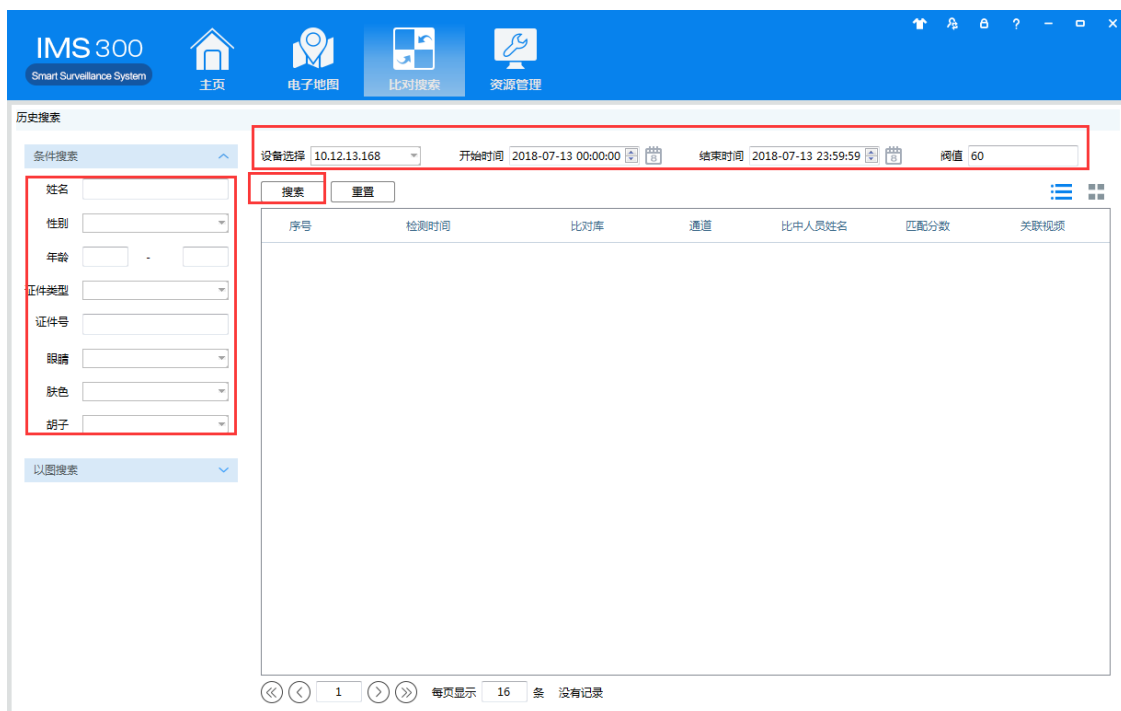 IMS 300
Smart Surveillance System
主页
电子地图
比对搜索
资源管理
历史搜索
条件搜索
设备选择 10.12.13.168 开始时间 2018-07-13 00:00:00 结束时间 2018-07-13 23:59:59 阀值 60
姓名
搜索 重置
性别
序号 检测时间 比对库 通道 比中人员姓名 匹配分数 关联视频
年龄 -
证件类型
证件号
眼睛
肤色
胡子
以图搜索
1 每页显示 16 条 没有记录